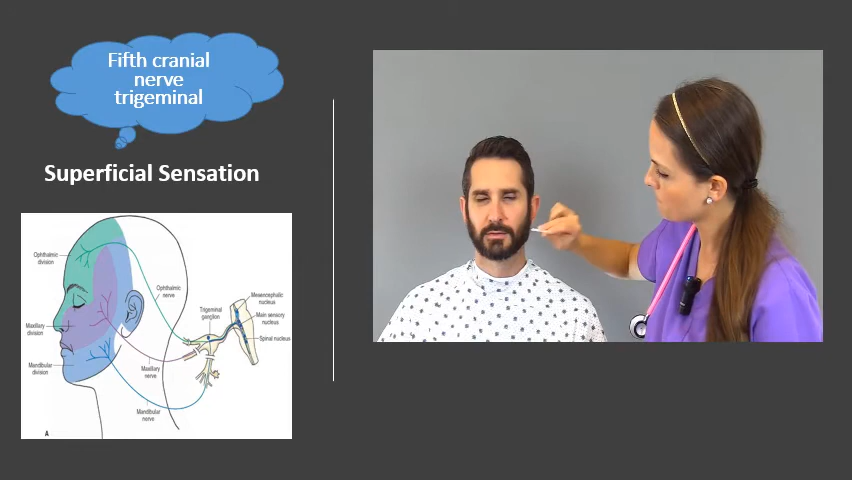 Fifth cranial
nerve
trigeminal
Superficial Sensation
Ophthalmic
division
Ophthalmic
nerve
Mesencephalic
nucleus
Trigeminal
ganglion
Main sensory
nucleus
Maxillary
division
Spinal nucleus
Mandibular
division
Maxillary
nerve
Mandibular
nerve
A